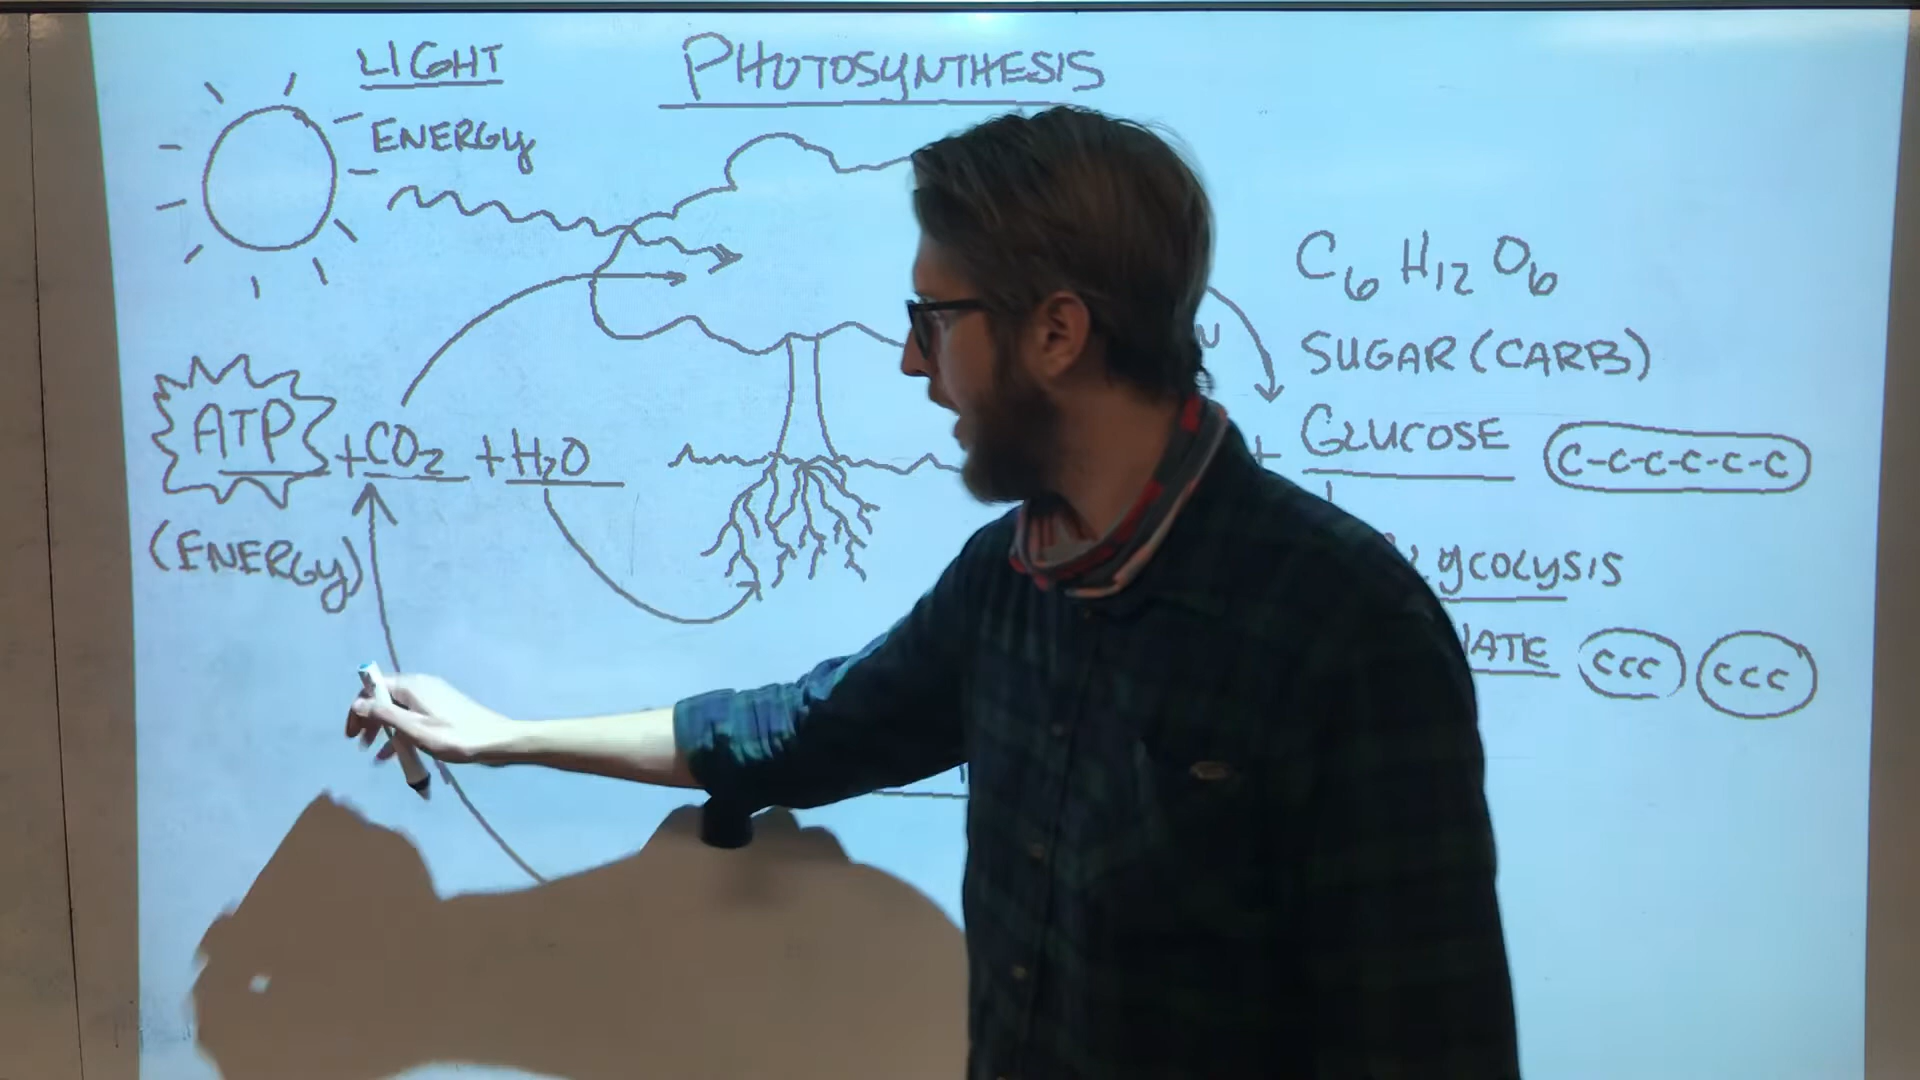 LIGHT
ENERGY
PHOTOSYNTHESIS
ATP + CO2 + H2O
(ENERGY)
C6 H12 O6
SUGAR (CARB)
+ GLUCOSE C-C-C-C-C-C
YCOLYSIS
ATE CCC CCC